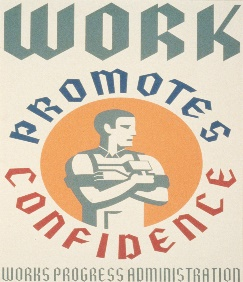 WORK
PROMOTES
CONFIDENCE
WORKS PROGRESS ADMINISTRATION